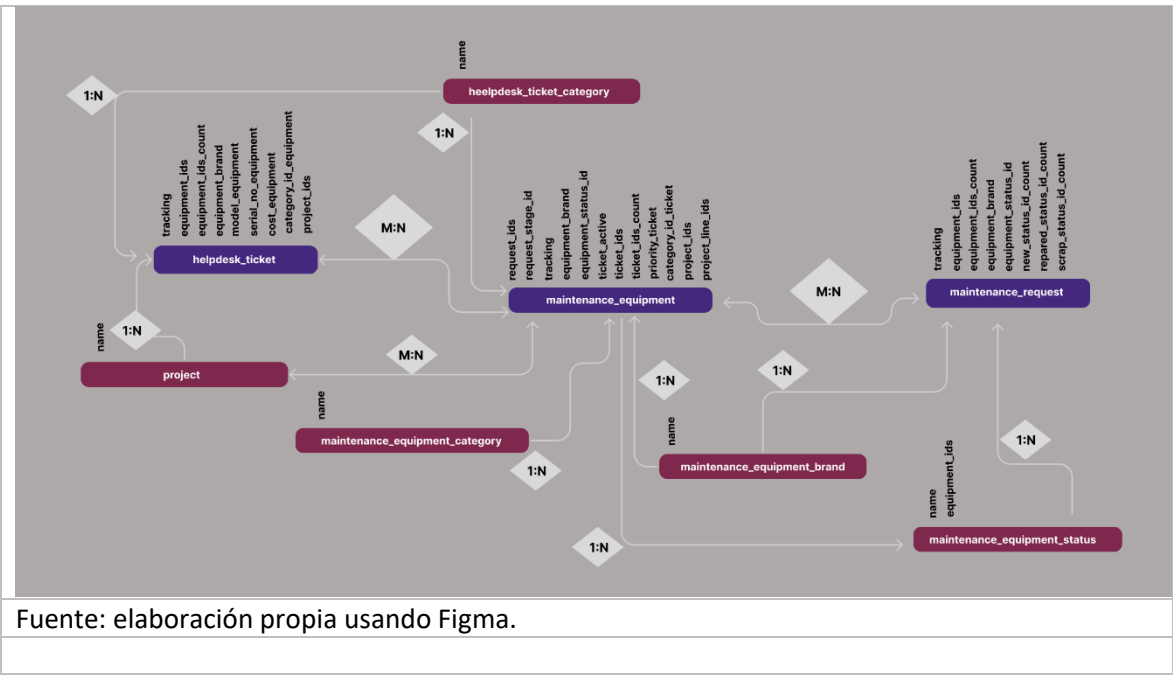 name
heelpdesk_ticket_category
1:N
1:N
tracking
equipment_ids
equipment_ids_count
equipment_brand
model_equipment
serial_no_equipment
cost_equipment
category_id_equipment
project_ids
helpdesk_ticket
M:N
request_ids
request_stage_id
tracking
equipment_brand
equipment_status_id
ticket_active
ticket_ids
ticket_ids_count
priority_ticket
category_id_ticket
project_ids
project_line_ids
maintenance_equipment
M:N
tracking
equipment_ids
equipment_ids_count
equipment_brand
equipment_status_id
new_status_id_count
repared_status_id_count
scrap_status_id_count
maintenance_request
name
1:N
project
M:N
name
maintenance_equipment_category
1:N
1:N
1:N
name
maintenance_equipment_brand
1:N
name
equipment_ids
maintenance_equipment_status
1:N
Fuente: elaboración propia usando Figma.